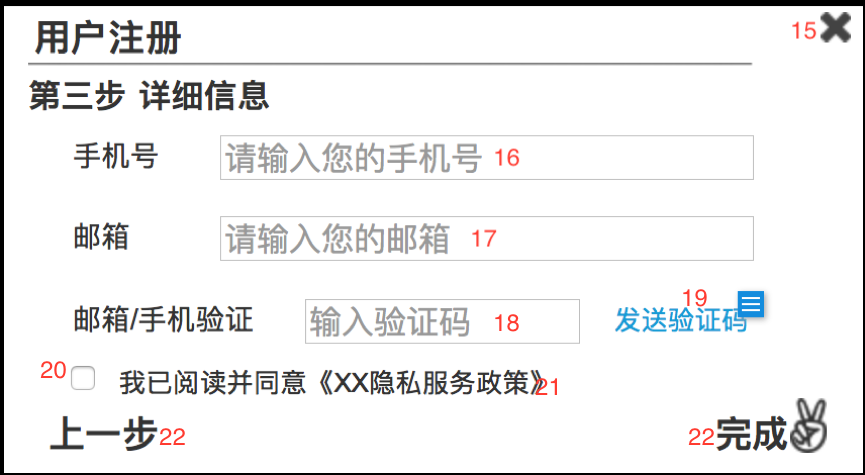 用户注册 15
第三步 详细信息
手机号 请输入您的手机号 16
邮箱 请输入您的邮箱 17
19
邮箱/手机验证 输入验证码 18 发送验证码
20 我已阅读并同意《XX隐私服务政策》21
上一步22 22完成